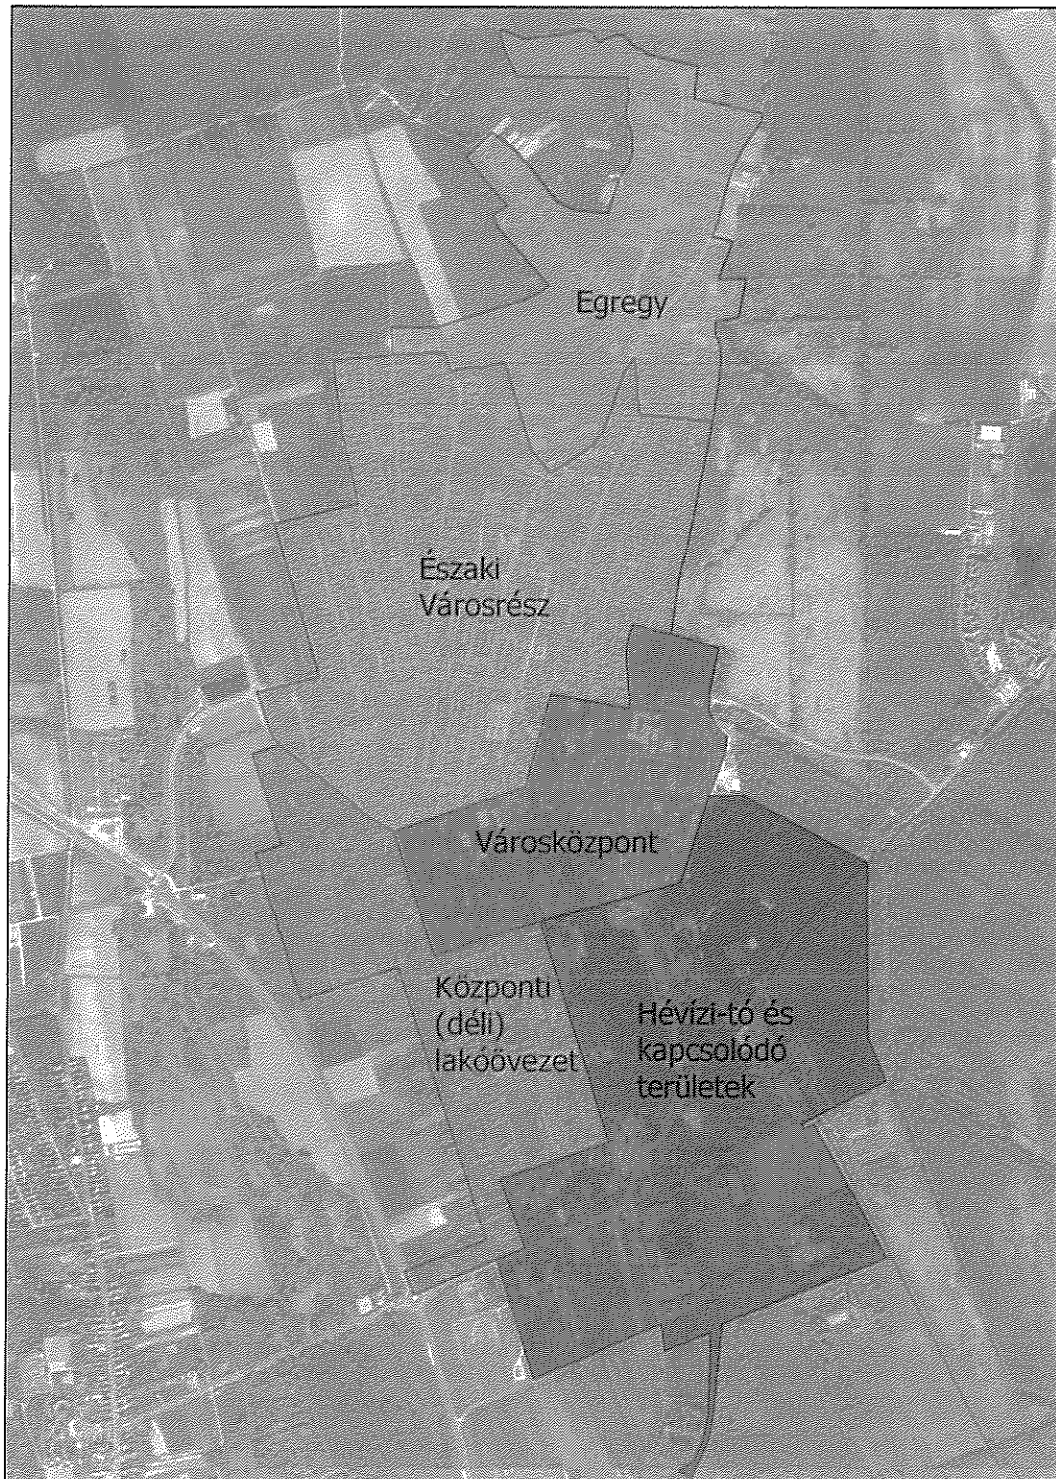 Egregy
Északi
Városrész
Városközpont
Központi
(déli)
lakóövezet
Hévízi-tó és
kapcsolódó
területek